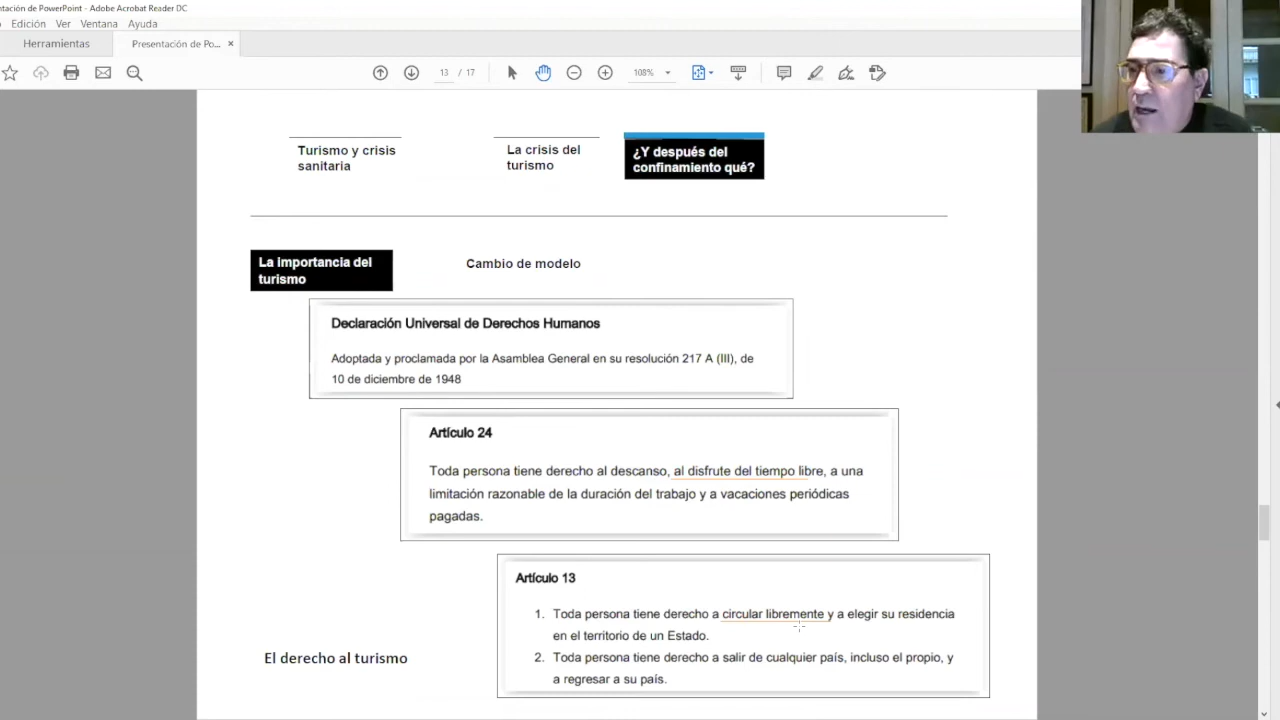 ntación de PowerPoint - Adobe Acrobat Reader DC
Edición Ver Ventana Ayuda
Herramientas
Presentación de Po...
13 / 17
108%
Turismo y crisis
sanitaria
La crisis del
turismo
¿Y después del
confinamiento qué?
La importancia del
turismo
Cambio de modelo
Declaración Universal de Derechos Humanos
Adoptada y proclamada por la Asamblea General en su resolución 217 A (III), de
10 de diciembre de 1948
Artículo 24
Toda persona tiene derecho al descanso, al disfrute del tiempo libre, a una
limitación razonable de la duración del trabajo y a vacaciones periódicas
pagadas.
Artículo 13
1. Toda persona tiene derecho a circular libremente y a elegir su residencia
en el territorio de un Estado.
2. Toda persona tiene derecho a salir de cualquier país, incluso el propio, y
a regresar a su país.
El derecho al turismo